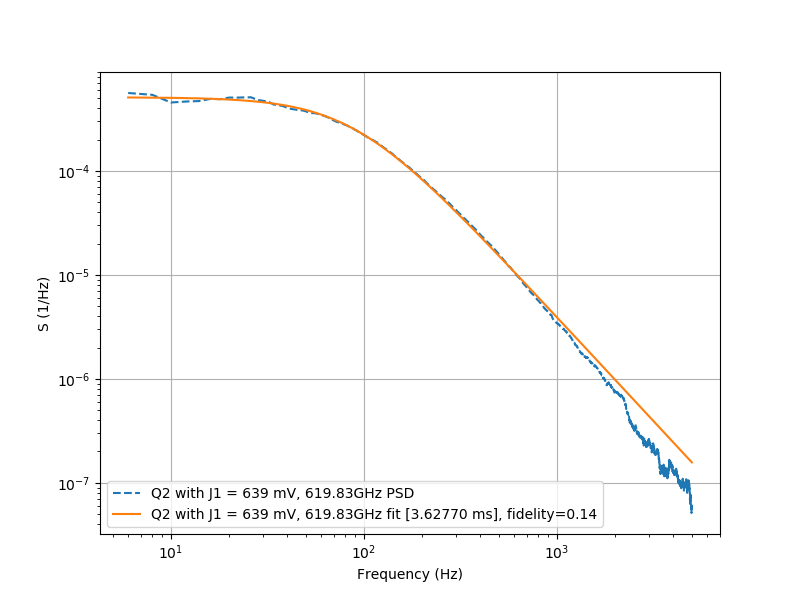 S (1/Hz)
10⁻⁴
10⁻⁵
10⁻⁶
10⁻⁷
Q2 with J1 = 639 mV, 619.83GHz PSD
Q2 with J1 = 639 mV, 619.83GHz fit [3.62770 ms], fidelity=0.14
10¹
10²
10³
Frequency (Hz)